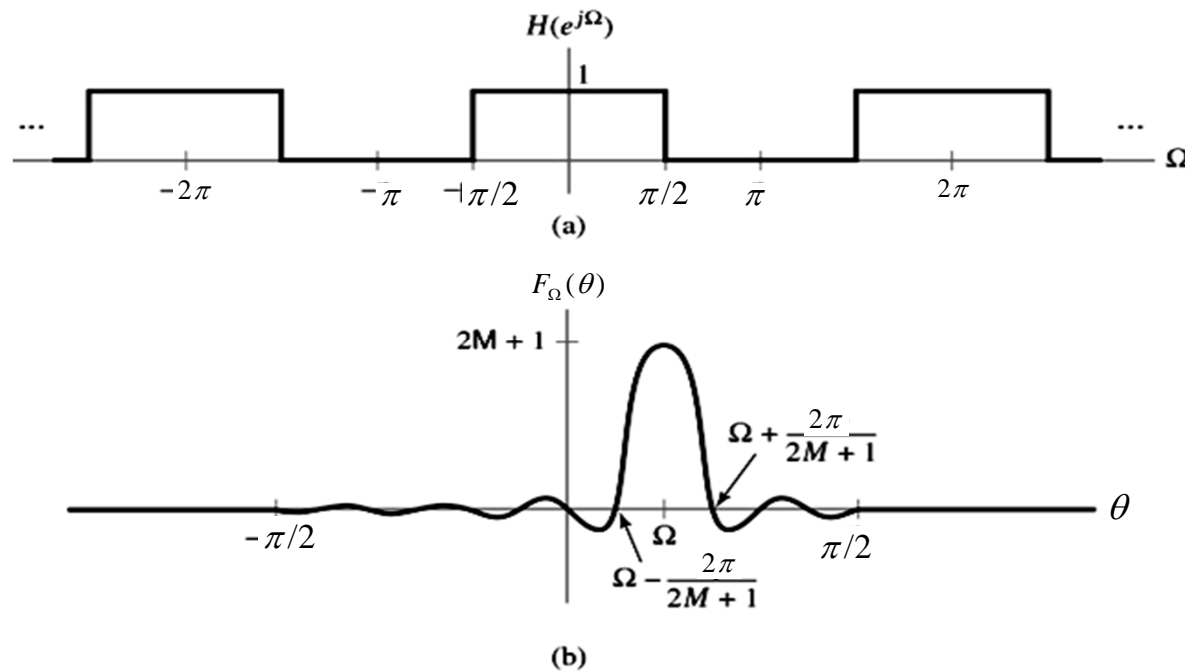 H(e^{jΩ})
1
... ...
Ω
-2π -π -π/2 π/2 π 2π
(a)
F_Ω(θ)
2M + 1
Ω + 2π/(2M + 1)
θ
-π/2 Ω π/2
Ω - 2π/(2M + 1)
(b)